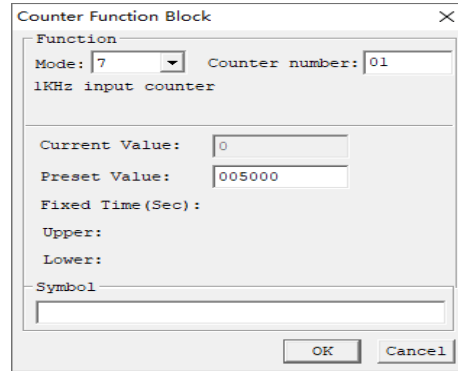 Counter Function Block
Function
Mode: 7 Counter number: 01
1KHz input counter
Current Value: 0
Preset Value: 005000
Fixed Time(Sec):
Upper:
Lower:
Symbol
OK Cancel